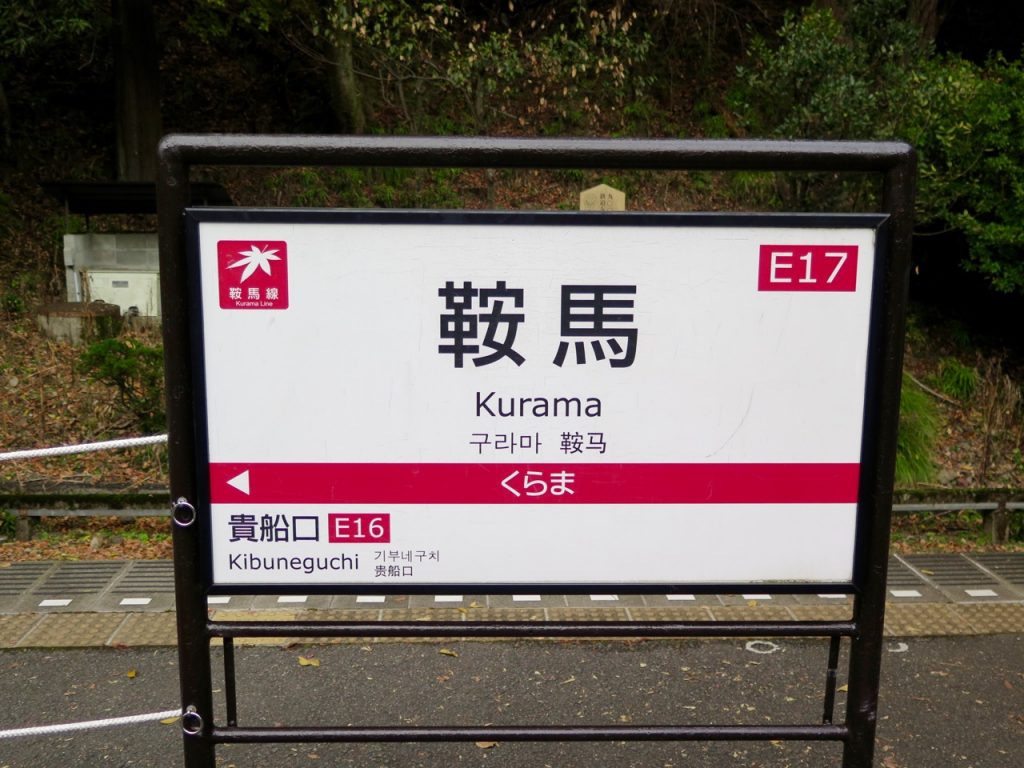 鞍馬線
Kurama Line
E17
鞍馬
Kurama
구라마 鞍马
くらま
貴船口 E16
Kibuneguchi 기부네구치
贵船口